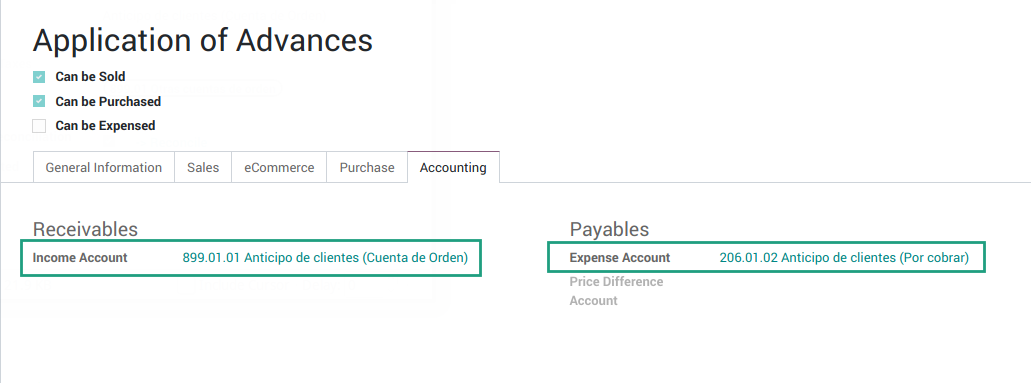 Application of Advances
Can be Sold
Can be Purchased
Can be Expensed
General Information Sales eCommerce Purchase Accounting
Receivables Payables
Income Account 899.01.01 Anticipo de clientes (Cuenta de Orden) Expense Account 206.01.02 Anticipo de clientes (Por cobrar)
Price Difference
Account